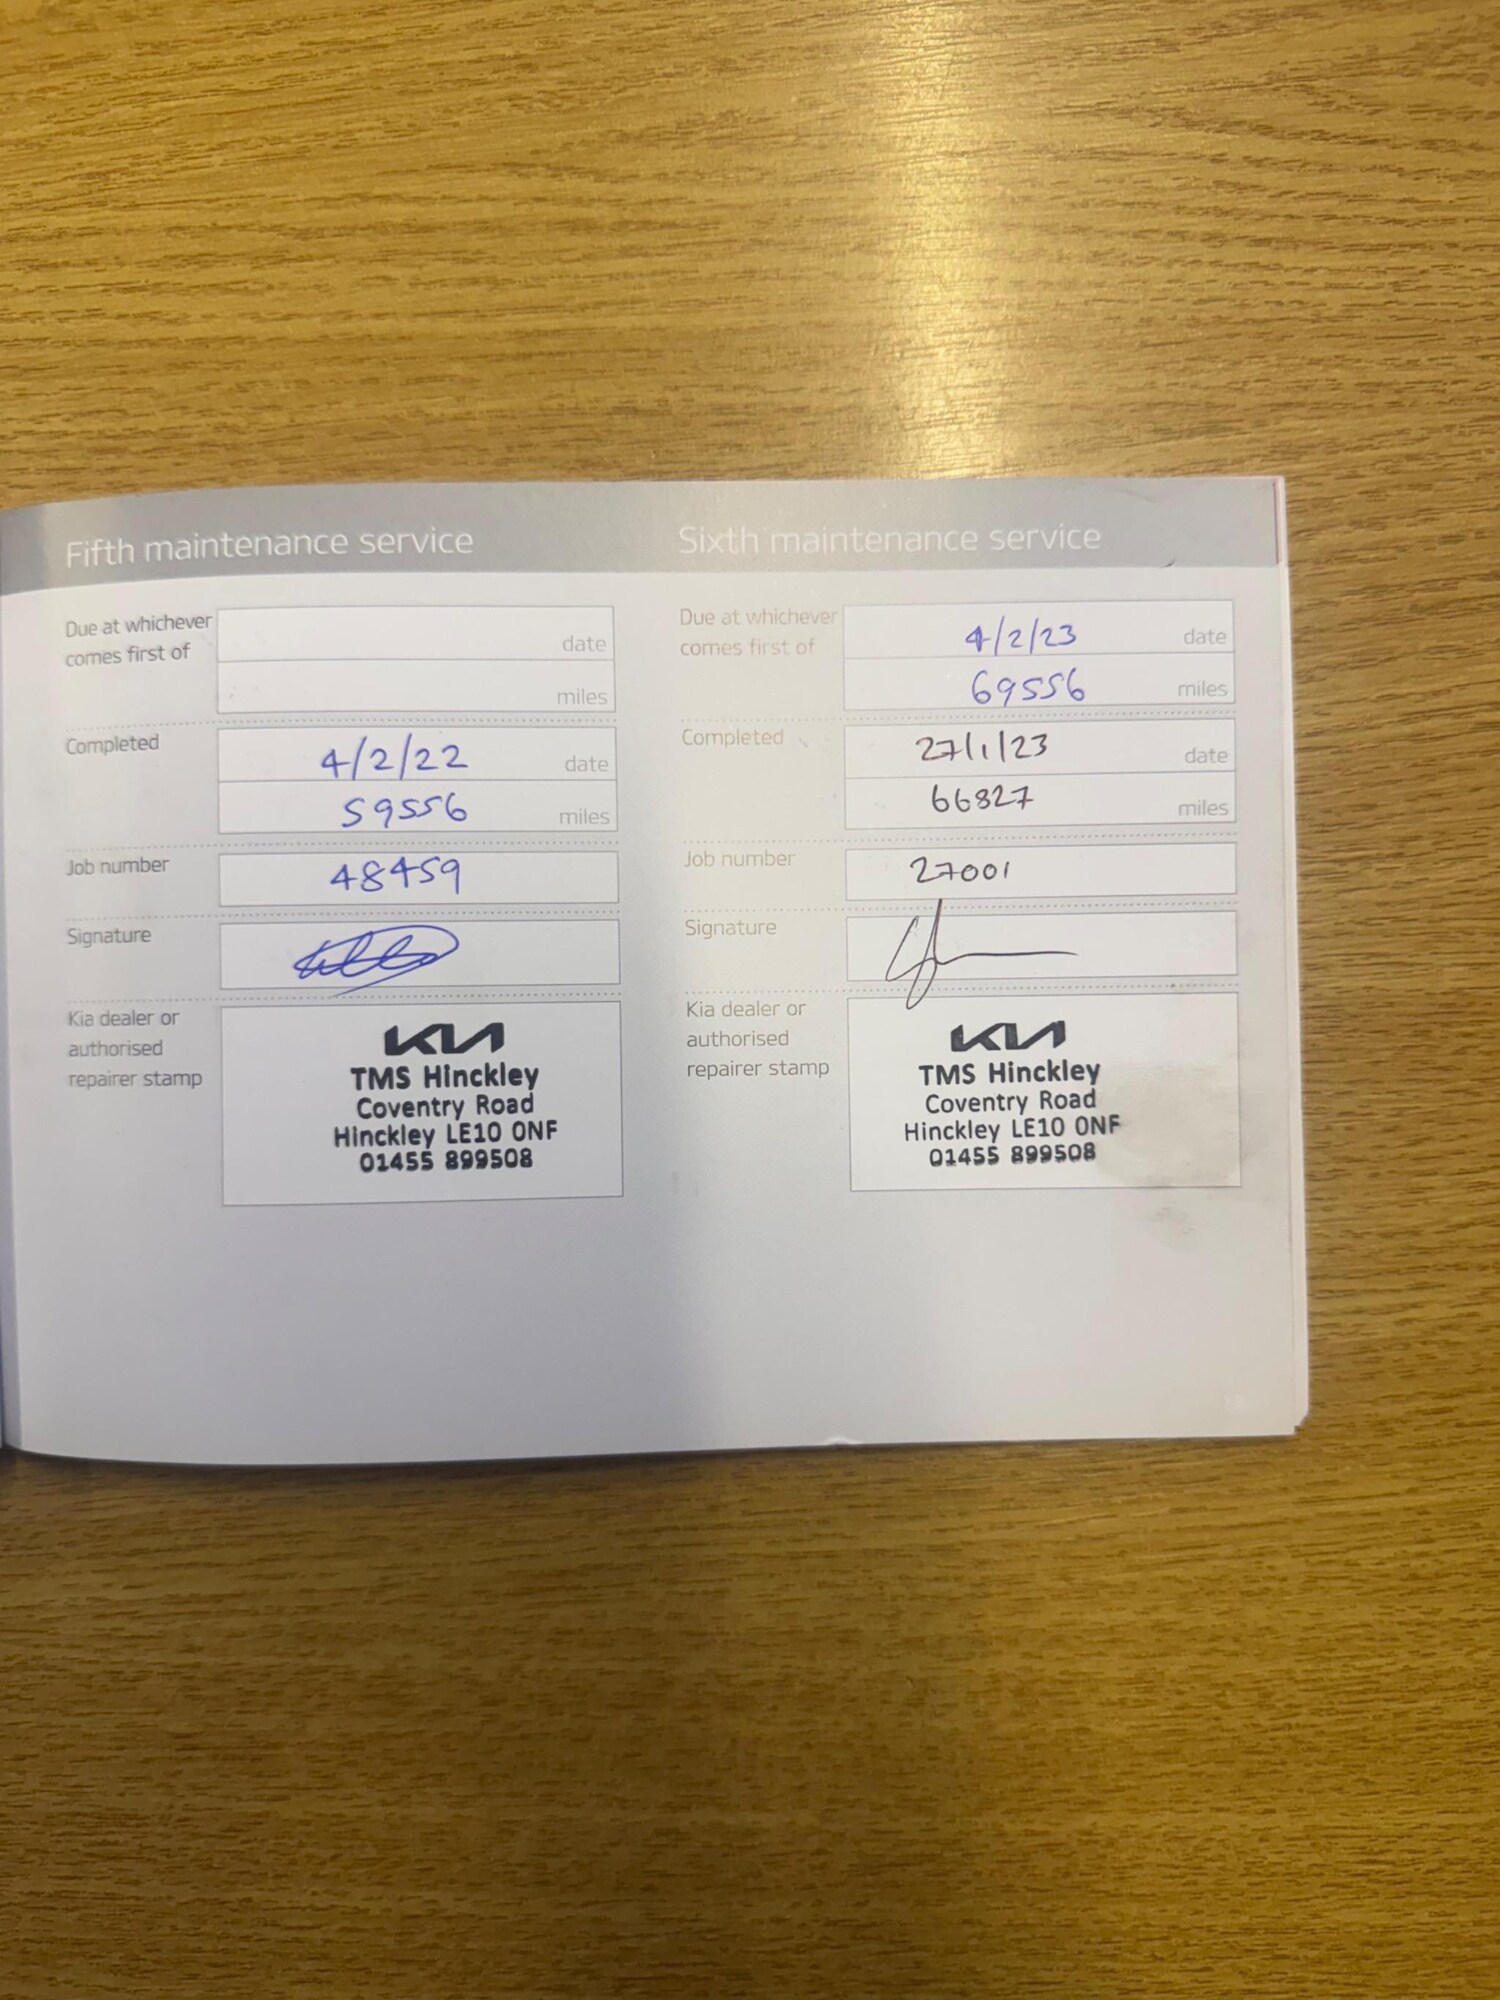 Fifth maintenance service
Due at whichever
comes first of
date
miles
Completed
4/2/22 date
59556 miles
Job number
48459
Signature
Kia dealer or
authorised
repairer stamp
KIA
TMS Hinckley
Coventry Road
Hinckley LE10 0NF
01455 899508
Sixth maintenance service
Due at whichever
comes first of
4/2/23 date
69556 miles
Completed
27/1/23 date
66827 miles
Job number
27001
Signature
Kia dealer or
authorised
repairer stamp
KIA
TMS Hinckley
Coventry Road
Hinckley LE10 0NF
01455 899508